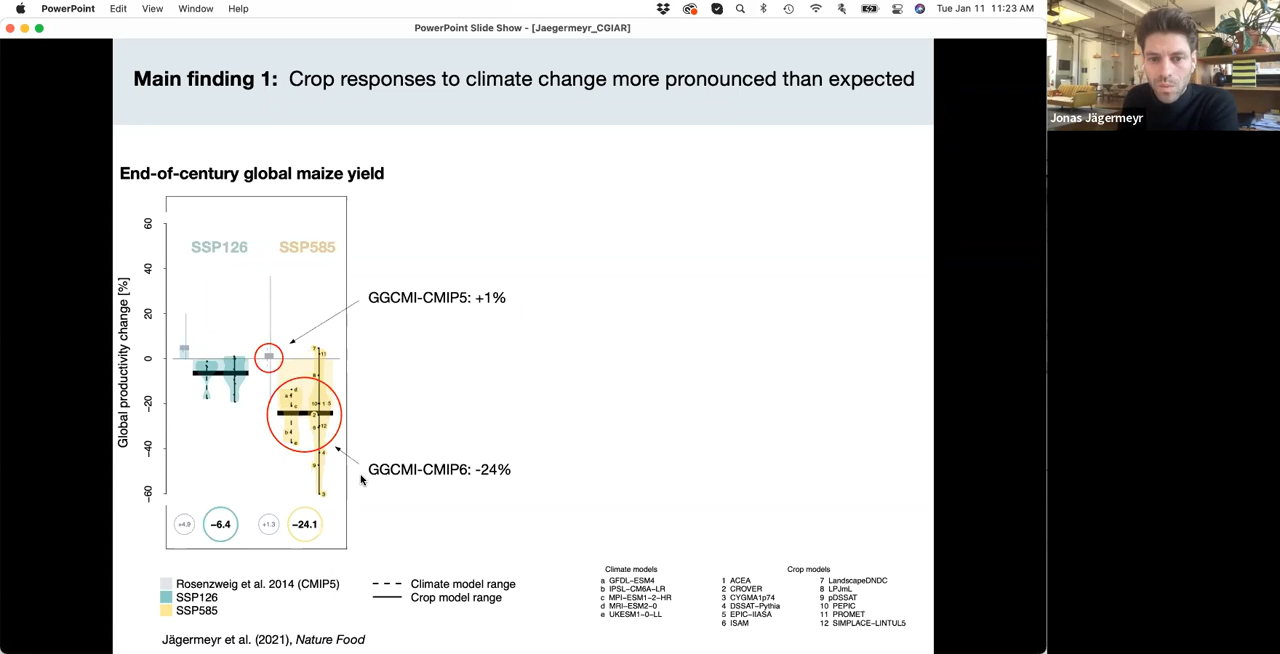 PowerPoint Edit View Window Help Tue Jan 11 11:23 AM
PowerPoint Slide Show - [Jaegermeyr_CGIAR]
Jonas Jägermeyr
Main finding 1: Crop responses to climate change more pronounced than expected
End-of-century global maize yield
Global productivity change [%]
60
40
20
0
−20
−40
−60
SSP126 SSP585
GGCMI-CMIP5: +1%
GGCMI-CMIP6: -24%
+4.9 −6.4 +1.3 −24.1
Rosenzweig et al. 2014 (CMIP5)
SSP126
SSP585
Climate model range
Crop model range
Jägermeyr et al. (2021), Nature Food
Climate models
a GFDL−ESM4
b IPSL−CM6A−LR
c MPI−ESM1−2−HR
d MRI−ESM2−0
e UKESM1−0−LL
Crop models
1 ACEA
2 CROVER
3 CYGMA1p74
4 DSSAT−Pythia
5 EPIC−IIASA
6 ISAM
7 LandscapeDNDC
8 LPJmL
9 pDSSAT
10 PEPIC
11 PROMET
12 SIMPLACE−LINTUL5